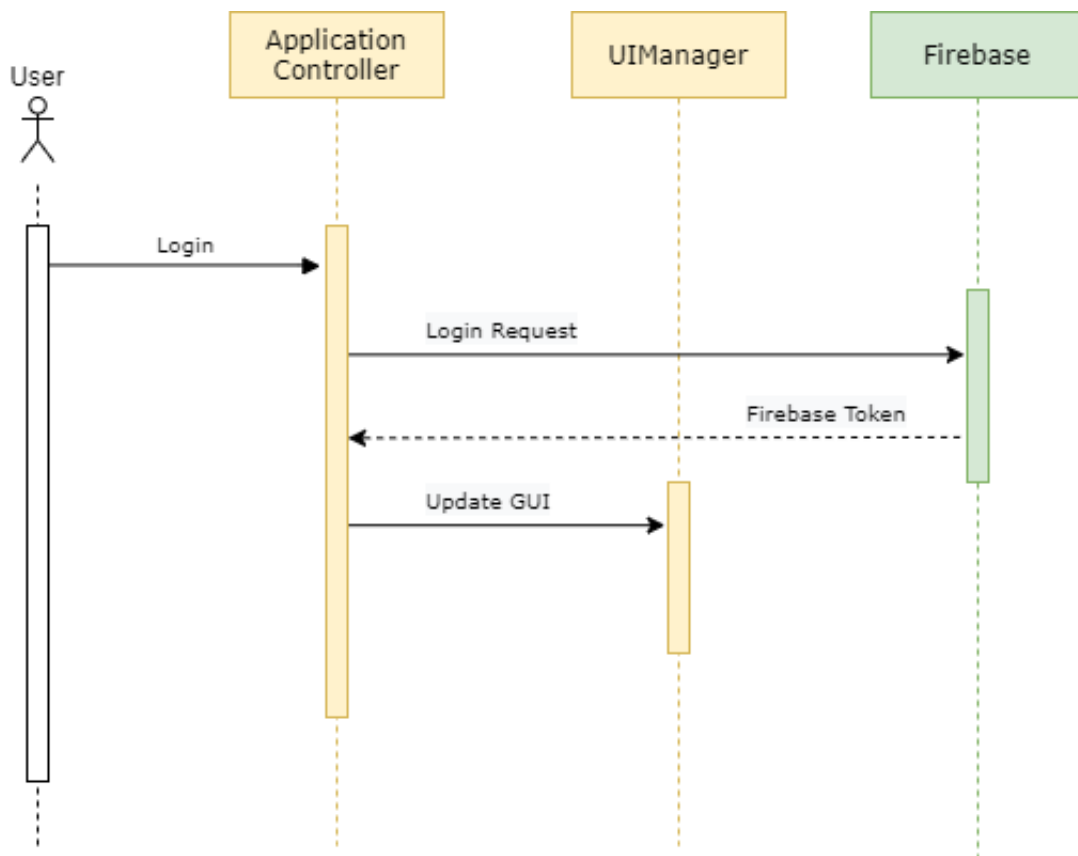 User
Application
Controller
UIManager
Firebase
Login
Login Request
Firebase Token
Update GUI